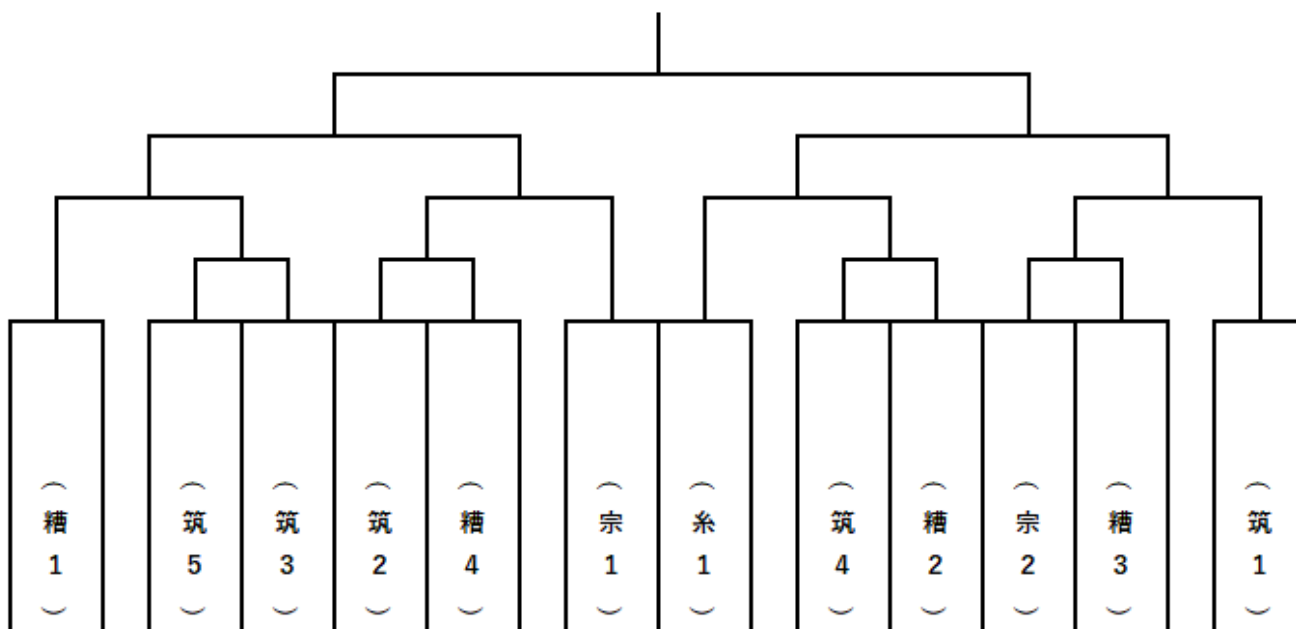 （糟1）
（筑5）
（筑3）
（筑2）
（糟4）
（宗1）
（糸1）
（筑4）
（糟2）
（宗2）
（糟3）
（筑1）